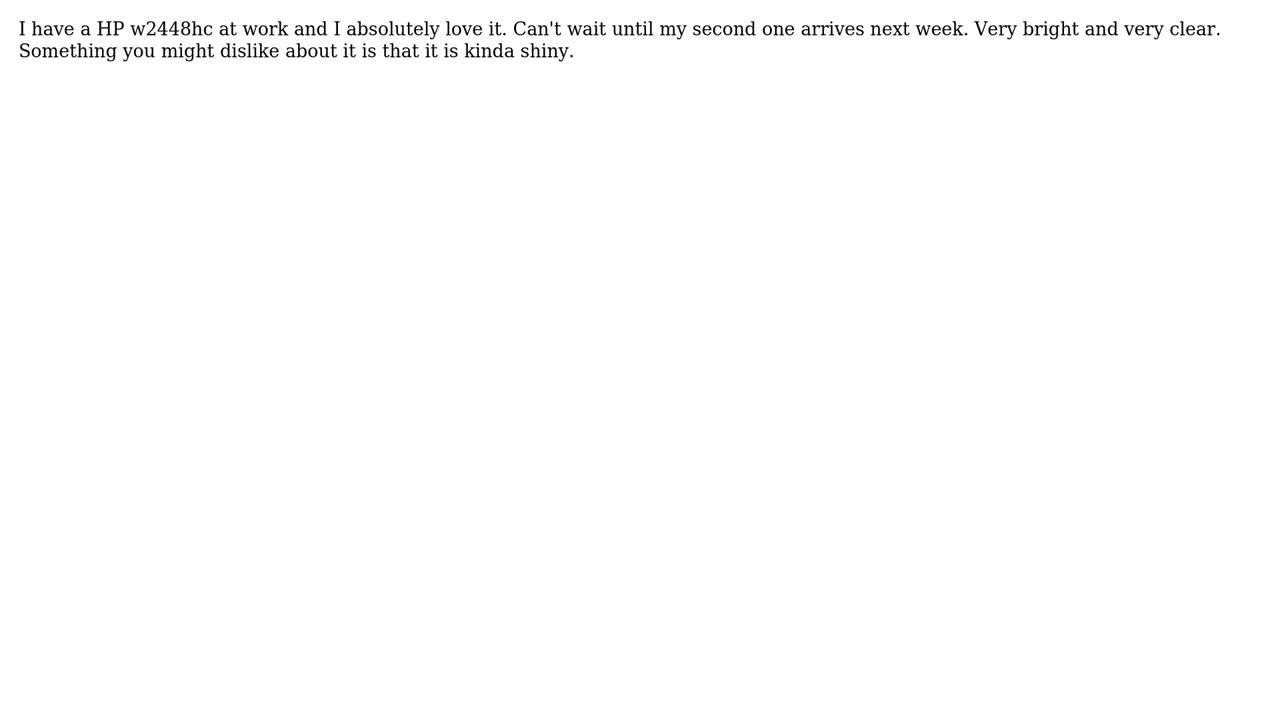 I have a HP w2448hc at work and I absolutely love it. Can't wait until my second one arrives next week. Very bright and very clear.
Something you might dislike about it is that it is kinda shiny.